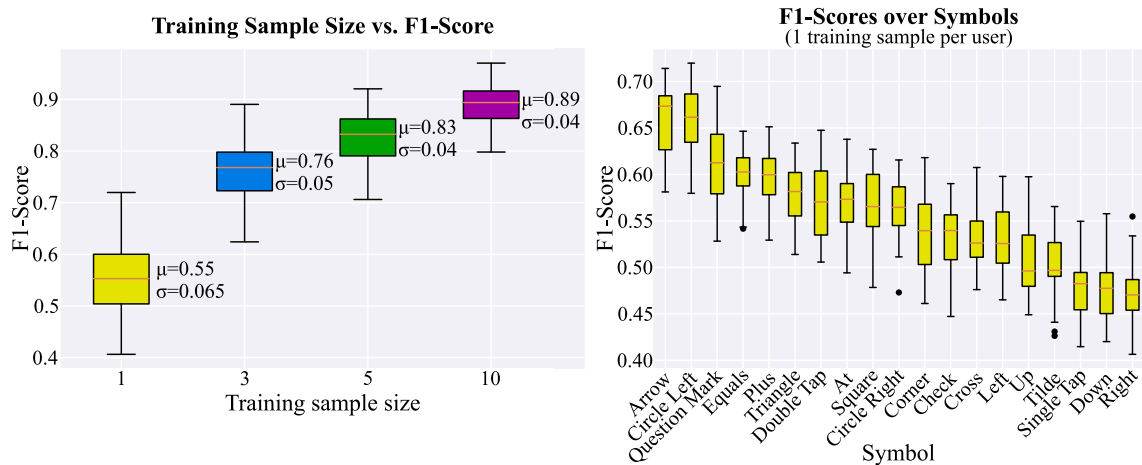 Training Sample Size vs. F1-Score
F1-Score
0.9
0.8
0.7
0.6
0.5
0.4
μ=0.55
σ=0.065
μ=0.76
σ=0.05
μ=0.83
σ=0.04
μ=0.89
σ=0.04
1
3
5
10
Training sample size
F1-Scores over Symbols
(1 training sample per user)
F1-Score
0.70
0.65
0.60
0.55
0.50
0.45
0.40
Arrow
Circle Left
Question Mark
Equals
Plus
Triangle
Double Tap
At
Square
Circle Right
Corner
Check
Cross
Left
Up
Tilde
Single Tap
Down
Right
Symbol